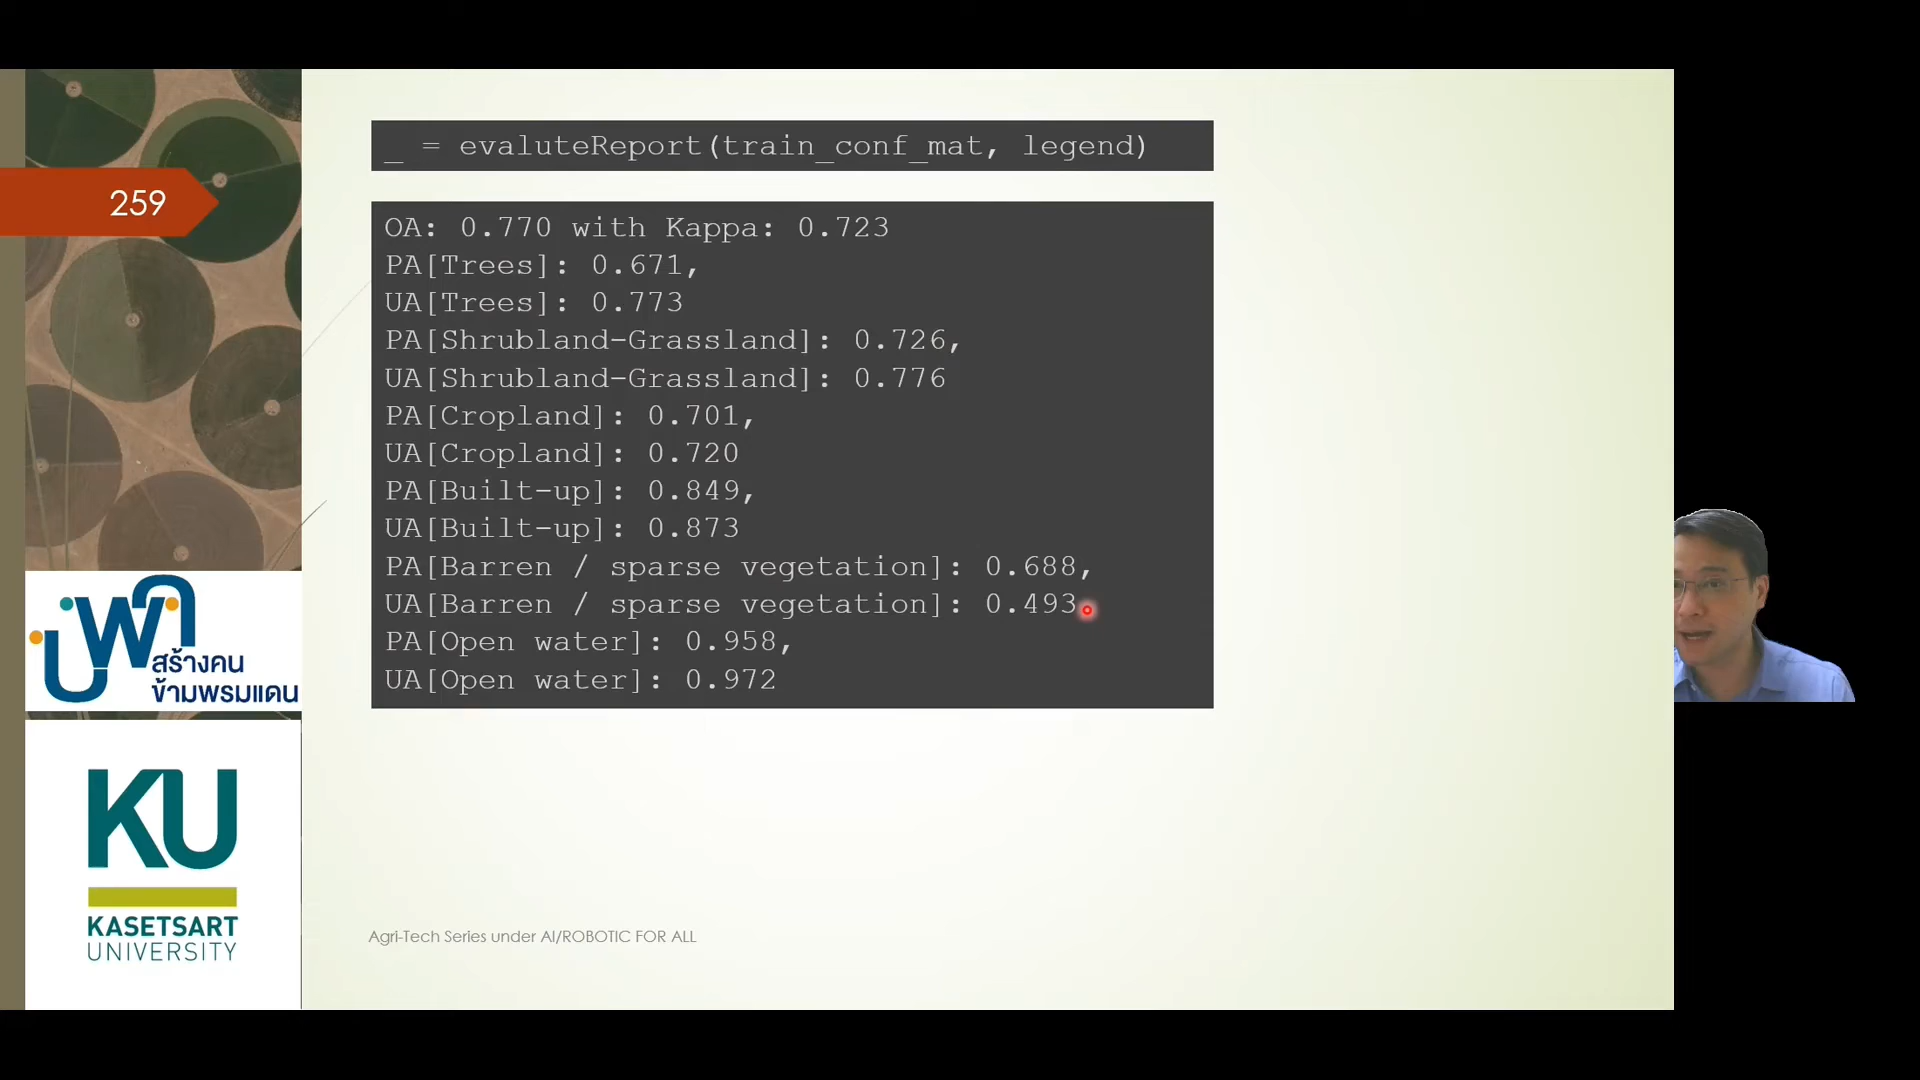 259
_ = evaluteReport(train_conf_mat, legend)
OA: 0.770 with Kappa: 0.723
PA[Trees]: 0.671,
UA[Trees]: 0.773
PA[Shrubland-Grassland]: 0.726,
UA[Shrubland-Grassland]: 0.776
PA[Cropland]: 0.701,
UA[Cropland]: 0.720
PA[Built-up]: 0.849,
UA[Built-up]: 0.873
PA[Barren / sparse vegetation]: 0.688,
UA[Barren / sparse vegetation]: 0.493
PA[Open water]: 0.958,
UA[Open water]: 0.972
สร้างคน
ข้ามพรมแดน
KU
KASETSART
UNIVERSITY
Agri-Tech Series under AI/ROBOTIC FOR ALL